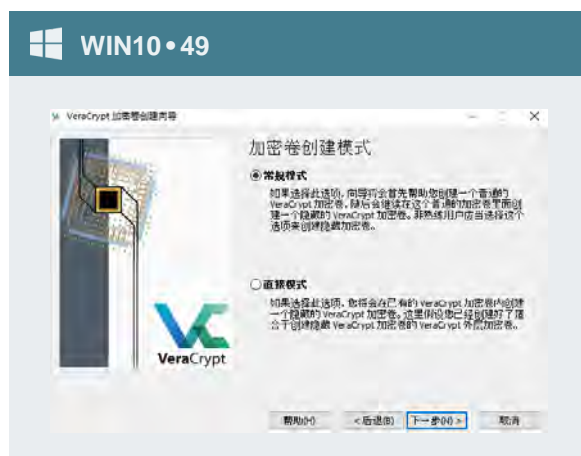 WIN10•49
VeraCrypt 加密卷创建向导
加密卷创建模式
常规模式
如果选择此选项，向导将会首先帮助您创建一个普通的
VeraCrypt 加密卷，随后会继续在这个普通的加密卷里面创
建一个隐藏的 VeraCrypt 加密卷。非熟练用户应当选择这个
选项来创建隐藏加密卷。
直接模式
如果选择此选项，您将会在已有的 VeraCrypt 加密卷内创建
一个隐藏的 VeraCrypt 加密卷。这里假设您已经创建好了适
合于创建隐藏 VeraCrypt 加密卷的 VeraCrypt 外层加密卷。
VeraCrypt
帮助(H) <后退(B) 下一步(N)> 取消